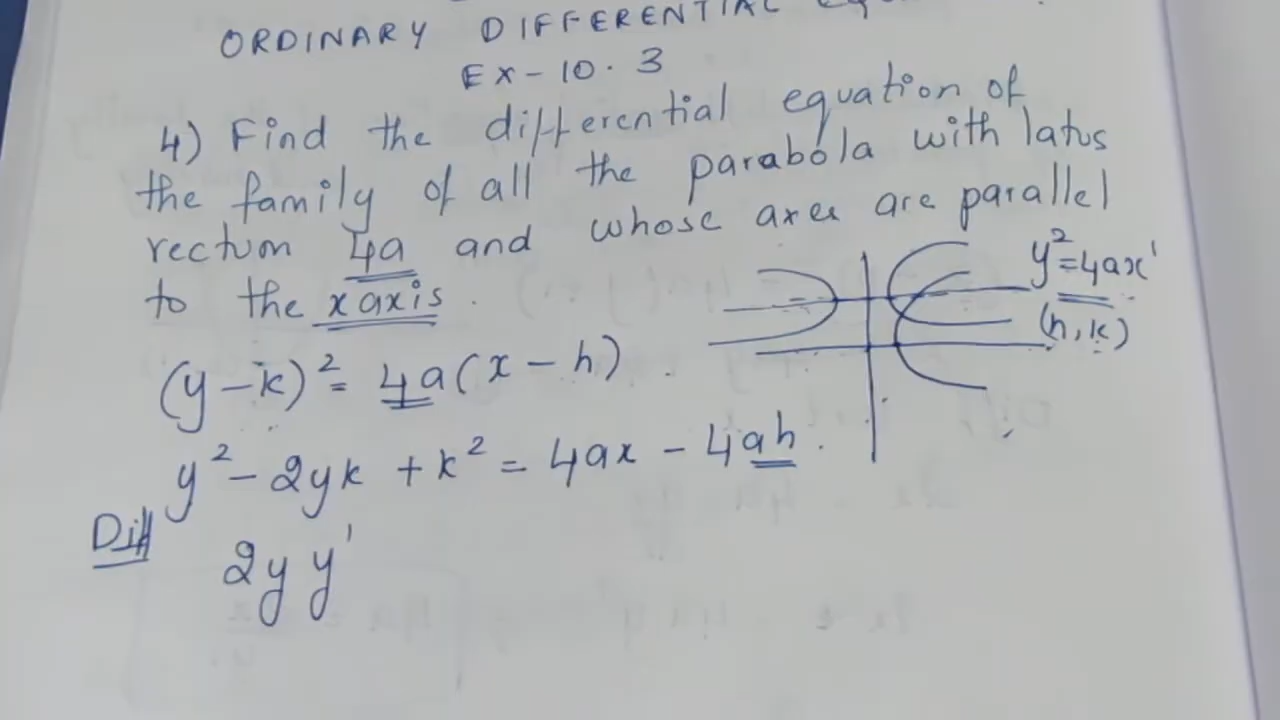 ORDINARY DIFFERENTIAL
EX-10.3
4) Find the differential equation of
the family of all the parabola with latus
rectum 4a and whose axes are parallel
to the x axis.
y² = 4ax'
(h, k)
(y - k)² = 4a(x - h)
y² - 2yk + k² = 4ax - 4ah.
Diff
2y y'